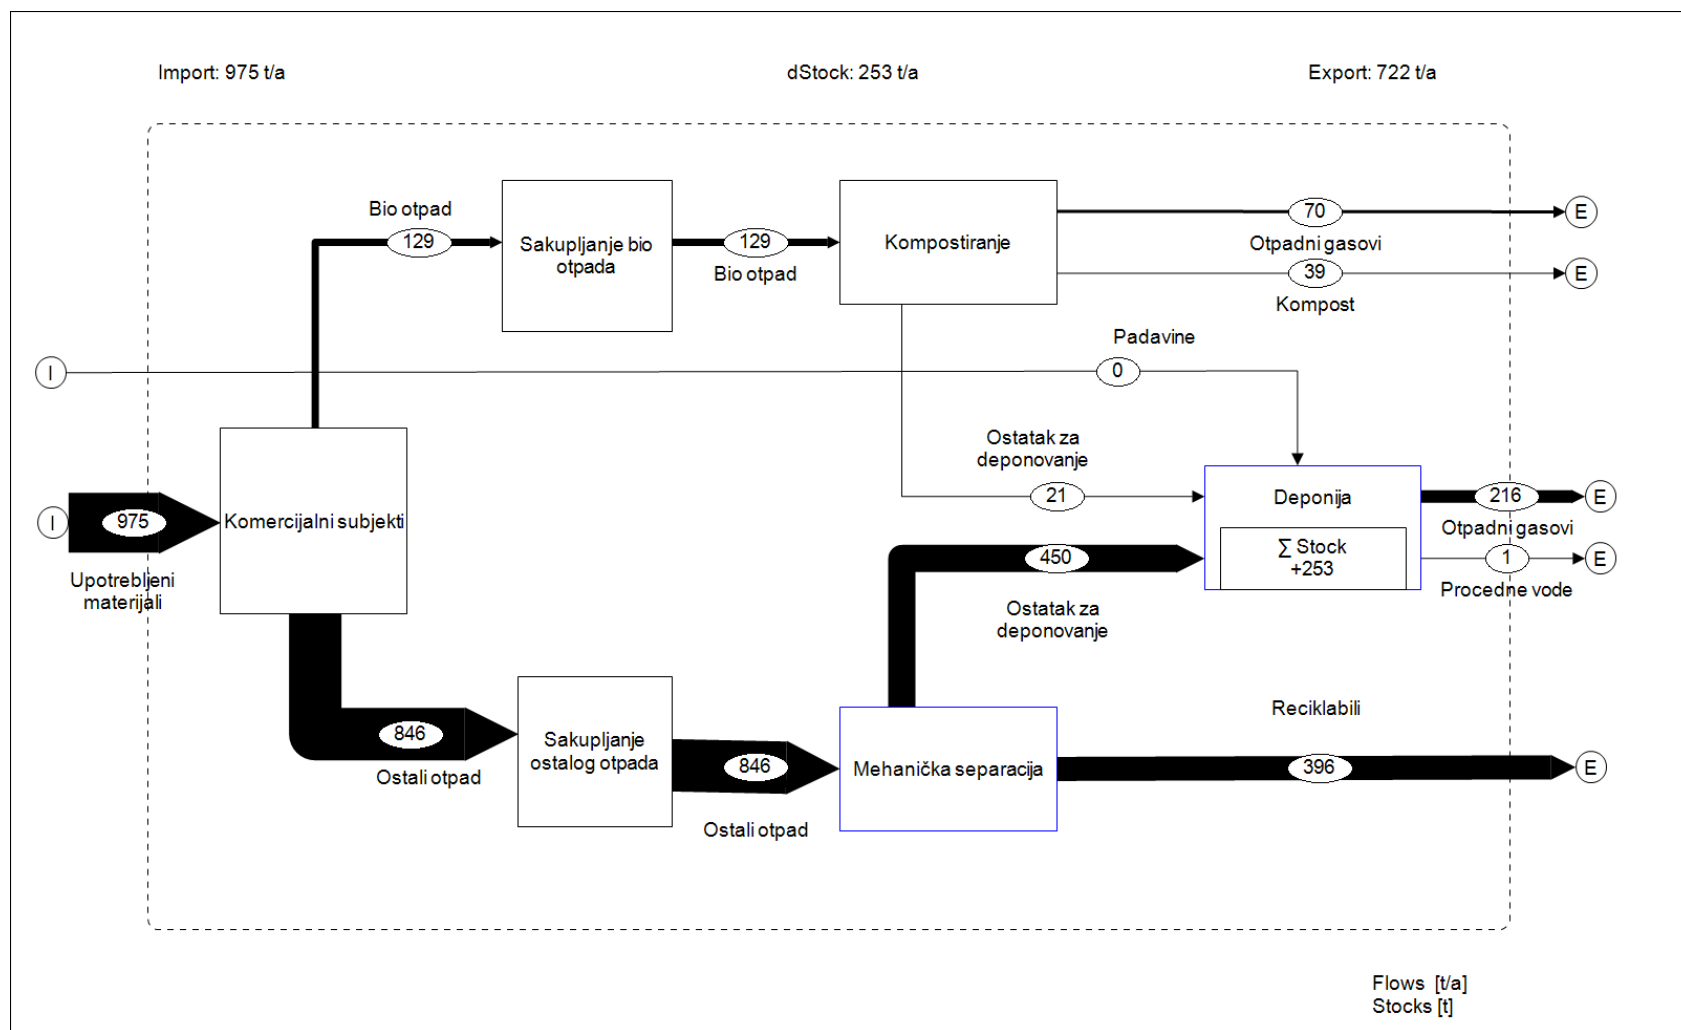 Import: 975 t/a
dStock: 253 t/a
Export: 722 t/a
Bio otpad
129
Sakupljanje bio
otpada
129
Bio otpad
Kompostiranje
70
Otpadni gasovi
E
39
Kompost
E
I
Padavine
0
Ostatak za
deponovanje
21
I
975
Upotrebljeni
materijali
Komercijalni subjekti
Deponija
∑ Stock
+253
216
Otpadni gasovi
E
1
Procedne vode
E
450
Ostatak za
deponovanje
846
Ostali otpad
Sakupljanje
ostalog otpada
846
Ostali otpad
Mehanička separacija
Reciklabili
396
E
Flows [t/a]
Stocks [t]